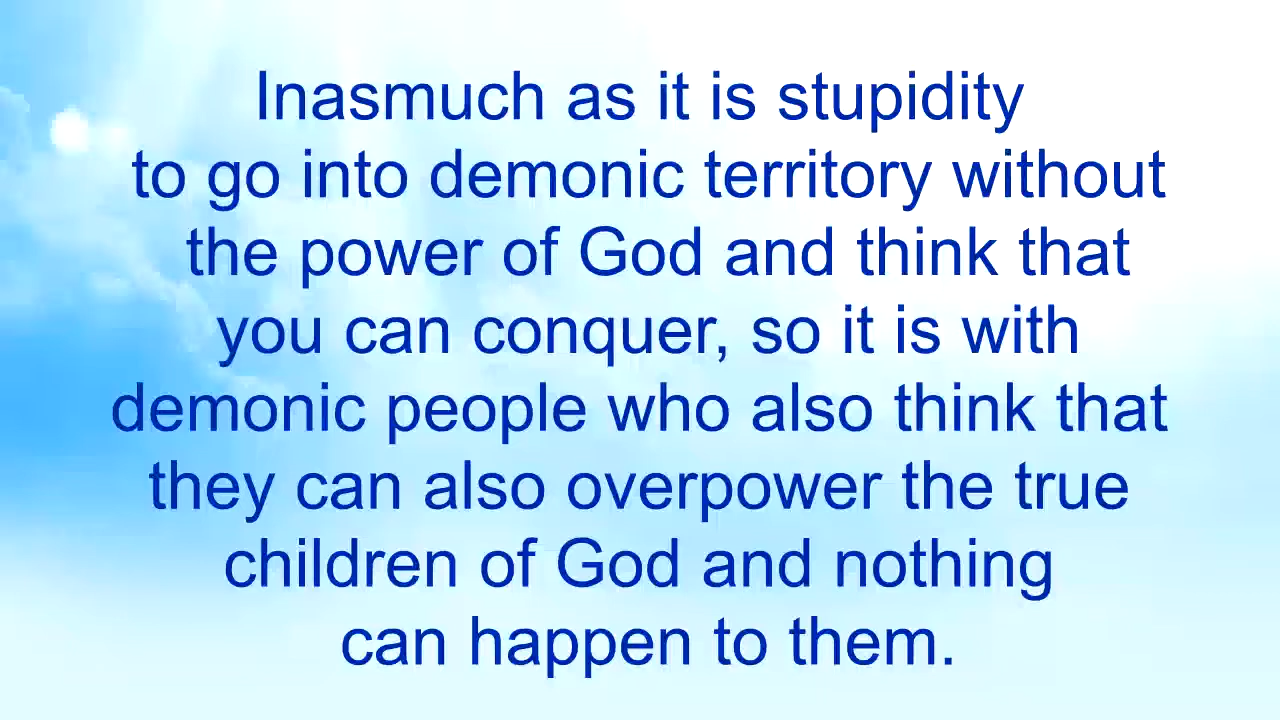 Inasmuch as it is stupidity
to go into demonic territory without
the power of God and think that
you can conquer, so it is with
demonic people who also think that
they can also overpower the true
children of God and nothing
can happen to them.